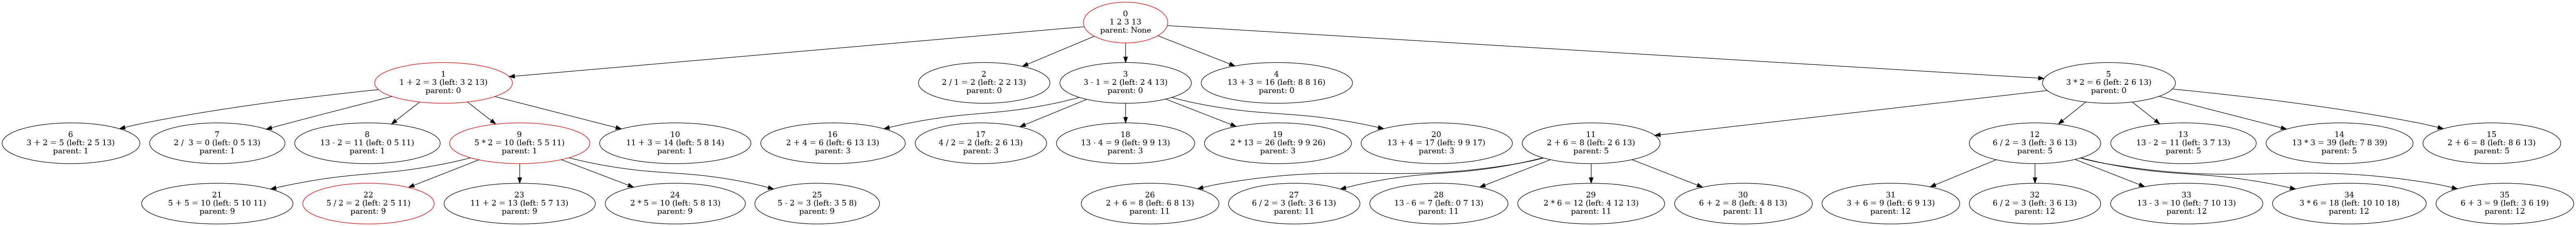 0
1 2 3 13
parent: None
1
1 + 2 = 3 (left: 3 2 13)
parent: 0
2
2 / 1 = 2 (left: 2 2 13)
parent: 0
3
3 - 1 = 2 (left: 2 4 13)
parent: 0
4
13 + 3 = 16 (left: 8 8 16)
parent: 0
5
3 * 2 = 6 (left: 2 6 13)
parent: 0
6
3 + 2 = 5 (left: 2 5 13)
parent: 1
7
2 / 3 = 0 (left: 0 5 13)
parent: 1
8
13 - 2 = 11 (left: 0 5 11)
parent: 1
9
5 * 2 = 10 (left: 5 5 11)
parent: 1
10
11 + 3 = 14 (left: 5 8 14)
parent: 1
16
2 + 4 = 6 (left: 6 13 13)
parent: 3
17
4 / 2 = 2 (left: 2 6 13)
parent: 3
18
13 - 4 = 9 (left: 9 9 13)
parent: 3
19
2 * 13 = 26 (left: 9 9 26)
parent: 3
20
13 + 4 = 17 (left: 9 9 17)
parent: 3
11
2 + 6 = 8 (left: 2 6 13)
parent: 5
12
6 / 2 = 3 (left: 3 6 13)
parent: 5
13
13 - 2 = 11 (left: 3 7 13)
parent: 5
14
13 * 3 = 39 (left: 7 8 39)
parent: 5
15
2 + 6 = 8 (left: 8 6 13)
parent: 5
21
5 + 5 = 10 (left: 5 10 11)
parent: 9
22
5 / 2 = 2 (left: 2 5 11)
parent: 9
23
11 + 2 = 13 (left: 5 7 13)
parent: 9
24
2 * 5 = 10 (left: 5 8 13)
parent: 9
25
5 - 2 = 3 (left: 3 5 8)
parent: 9
26
2 + 6 = 8 (left: 6 8 13)
parent: 11
27
6 / 2 = 3 (left: 3 6 13)
parent: 11
28
13 - 6 = 7 (left: 0 7 13)
parent: 11
29
2 * 6 = 12 (left: 4 12 13)
parent: 11
30
6 + 2 = 8 (left: 4 8 13)
parent: 11
31
3 + 6 = 9 (left: 6 9 13)
parent: 12
32
6 / 2 = 3 (left: 3 6 13)
parent: 12
33
13 - 3 = 10 (left: 7 10 13)
parent: 12
34
3 * 6 = 18 (left: 10 10 18)
parent: 12
35
6 + 3 = 9 (left: 3 6 19)
parent: 12